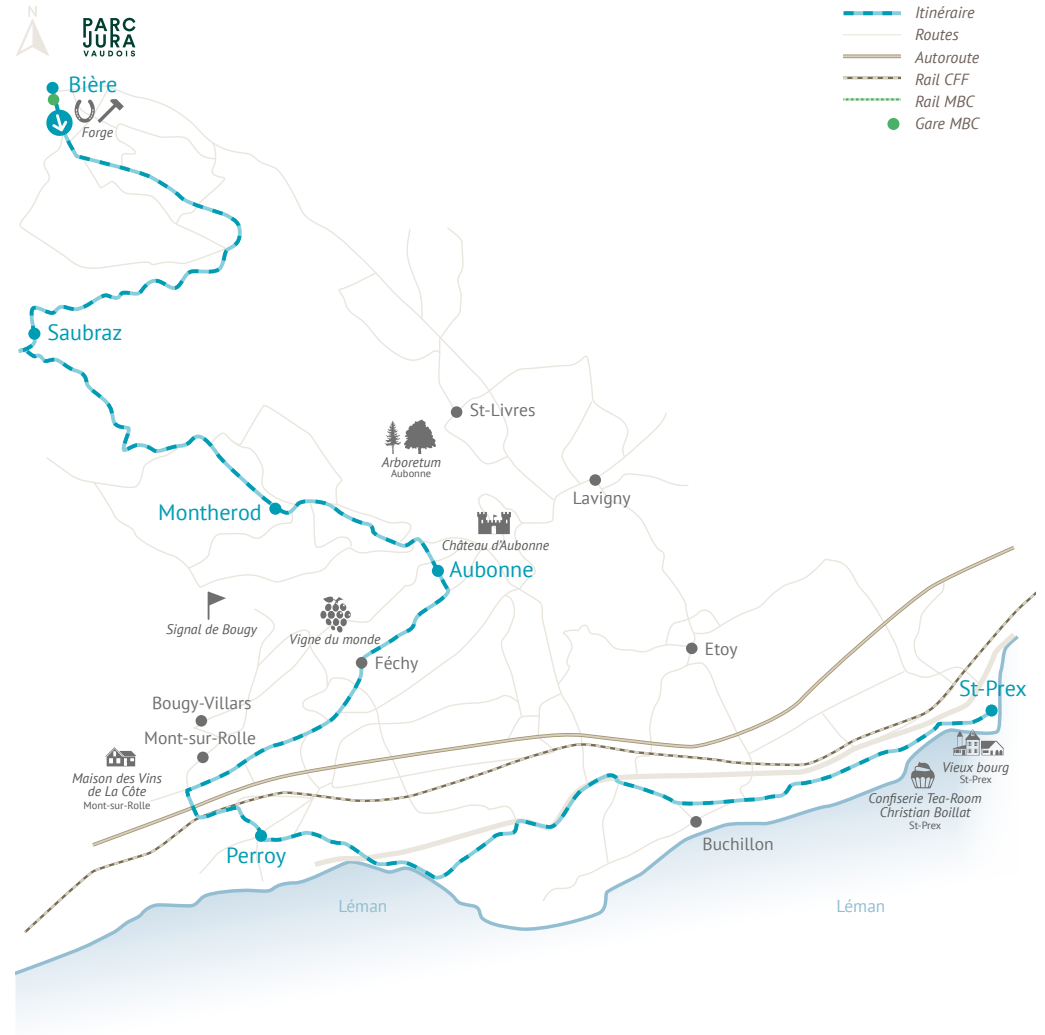 N
PARC
JURA
VAUDOIS
Itinéraire
Routes
Autoroute
Rail CFF
Rail MBC
Gare MBC
Bière
Forge
Saubraz
St-Livres
Arboretum
Aubonne
Lavigny
Montherod
Château d'Aubonne
Aubonne
Signal de Bougy
Vigne du monde
Féchy
Etoy
St-Prex
Bougy-Villars
Mont-sur-Rolle
Maison des Vins
de La Côte
Mont-sur-Rolle
Vieux bourg
St-Prex
Confiserie Tea-Room
Christian Boillat
St-Prex
Perroy
Buchillon
Léman
Léman